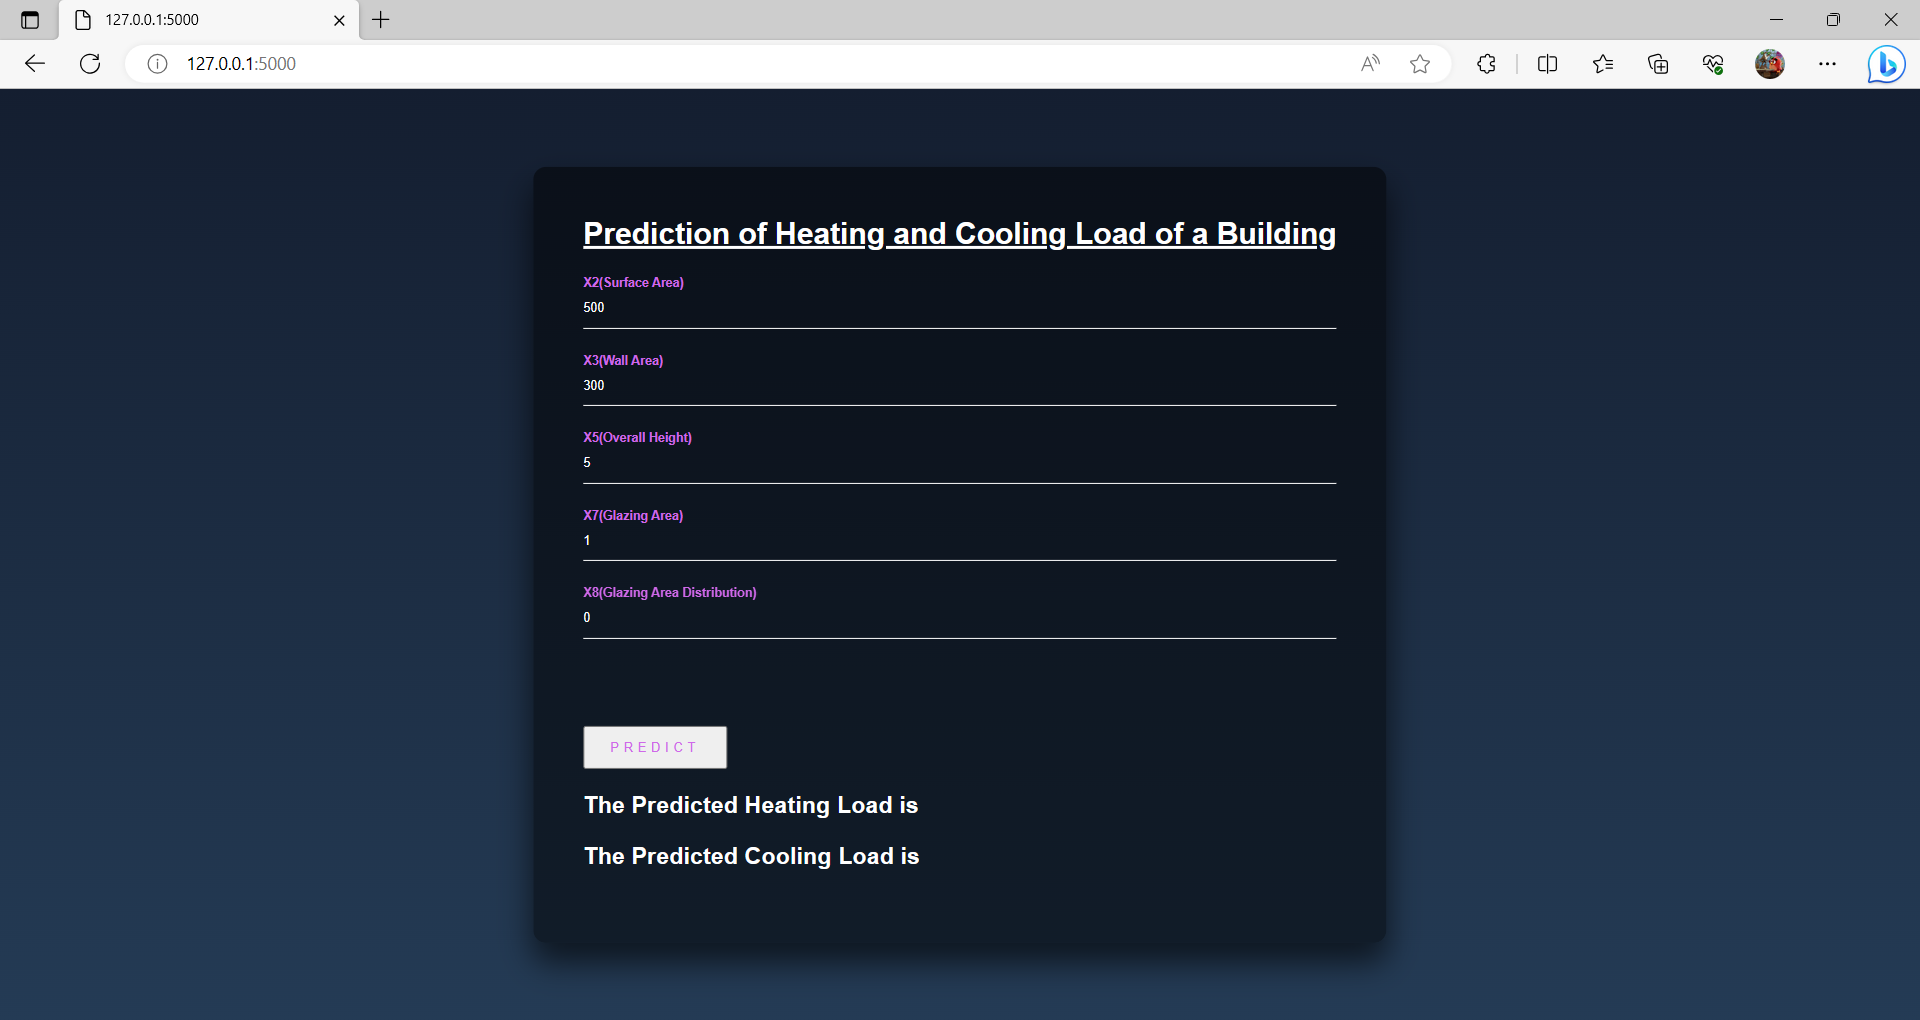 127.0.0.1:5000
127.0.0.1:5000
Prediction of Heating and Cooling Load of a Building
X2(Surface Area)
500
X3(Wall Area)
300
X5(Overall Height)
5
X7(Glazing Area)
1
X8(Glazing Area Distribution)
0
PREDICT
The Predicted Heating Load is
The Predicted Cooling Load is